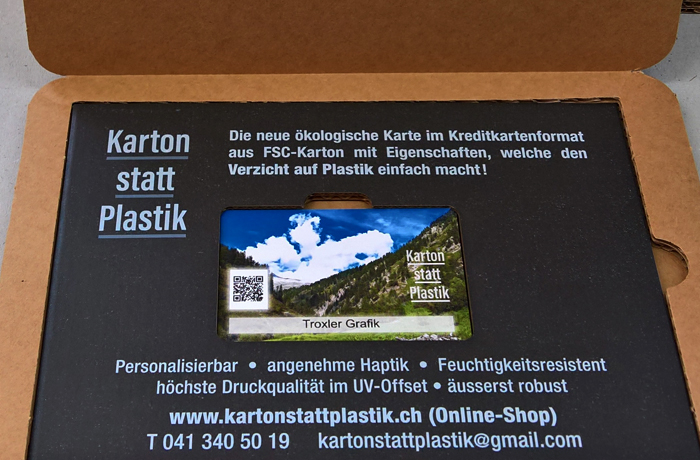 Karton
statt
Plastik
Die neue ökologische Karte im Kreditkartenformat
aus FSC-Karton mit Eigenschaften, welche den
Verzicht auf Plastik einfach macht!
Karton
statt
Plastik
Troxler Grafik
Personalisierbar • angenehme Haptik • Feuchtigkeitsresistent
höchste Druckqualität im UV-Offset • äusserst robust
www.kartonstattplastik.ch (Online-Shop)
T 041 340 50 19 kartonstattplastik@gmail.com